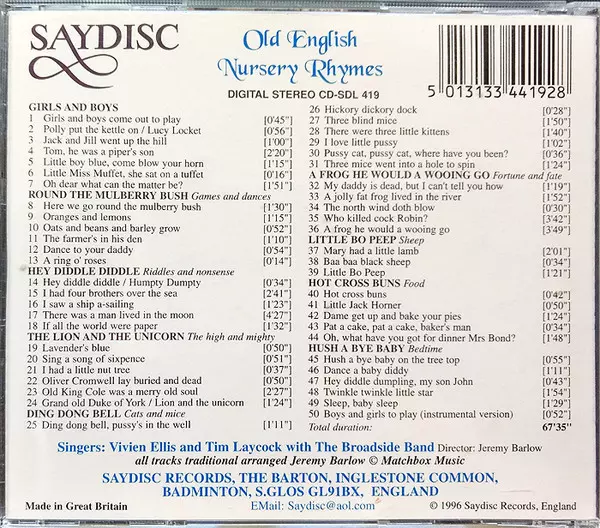 SAYDISC
Old English
Nursery Rhymes
DIGITAL STEREO CD-SDL 419
5 013133 441928
GIRLS AND BOYS
1 Girls and boys come out to play [0'45"]
2 Polly put the kettle on / Lucy Locket [0'56"]
3 Jack and Jill went up the hill [1'00"]
4 Tom, he was a piper's son [2'20"]
5 Little boy blue, come blow your horn [1'15"]
6 Little Miss Muffet, she sat on a tuffet [0'16"]
7 Oh dear what can the matter be? [1'51"]
ROUND THE MULBERRY BUSH Games and dances
8 Here we go round the mulberry bush [1'30"]
9 Oranges and lemons [1'15"]
10 Oats and beans and barley grow [0'52"]
11 The farmer's in his den [1'10"]
12 Dance to your daddy [0'54"]
13 A ring o' roses [0'14"]
HEY DIDDLE DIDDLE Riddles and nonsense
14 Hey diddle diddle / Humpty Dumpty [0'34"]
15 I had four brothers over the sea [2'41"]
16 I saw a ship a-sailing [1'23"]
17 There was a man lived in the moon [4'27"]
18 If all the world were paper [1'32"]
THE LION AND THE UNICORN The high and mighty
19 Lavender's blue [0'50"]
20 Sing a song of sixpence [0'51"]
21 I had a little nut tree [0'37"]
22 Oliver Cromwell lay buried and dead [0'50"]
23 Old King Cole was a merry old soul [2'27"]
24 Grand old Duke of York / Lion and the unicorn [1'24"]
DING DONG BELL Cats and mice
25 Ding dong bell, pussy's in the well [1'11"]
26 Hickory dickory dock [0'28"]
27 Three blind mice [1'50"]
28 There were three little kittens [1'40"]
29 I love little pussy [1'02"]
30 Pussy cat, pussy cat, where have you been? [0'36"]
31 Three mice went into a hole to spin [1'24"]
A FROG HE WOULD A WOOING GO Fortune and fate
32 My daddy is dead, but I can't tell you how [1'19"]
33 A jolly fat frog lived in the river [1'52"]
34 The north wind doth blow [0'30"]
35 Who killed cock Robin? [3'42"]
36 A frog he would a wooing go [3'49"]
LITTLE BO PEEP Sheep
37 Mary had a little lamb [2'01"]
38 Baa baa black sheep [0'34"]
39 Little Bo Peep [1'21"]
HOT CROSS BUNS Food
40 Hot cross buns [0'42"]
41 Little Jack Horner [0'50"]
42 Dame get up and bake your pies [1'24"]
43 Pat a cake, pat a cake, baker's man [0'34"]
44 Oh, what have you got for dinner Mrs Bond? [1'48"]
HUSH A BYE BABY Bedtime
45 Hush a bye baby on the tree top [0'55"]
46 Dance a baby diddy [1'11"]
47 Hey diddle dumpling, my son John [0'43"]
48 Twinkle twinkle little star [1'54"]
49 Sleep, baby sleep [1'29"]
50 Boys and girls to play (instrumental version) [0'52"]
Total duration: 67'35"
Singers: Vivien Ellis and Tim Laycock with The Broadside Band Director: Jeremy Barlow
all tracks traditional arranged Jeremy Barlow © Matchbox Music
SAYDISC RECORDS, THE BARTON, INGLESTONE COMMON,
BADMINTON, S.GLOS GL91BX, ENGLAND
Made in Great Britain
EMail: Saydisc@aol.com
© 1996 Saydisc Records, England